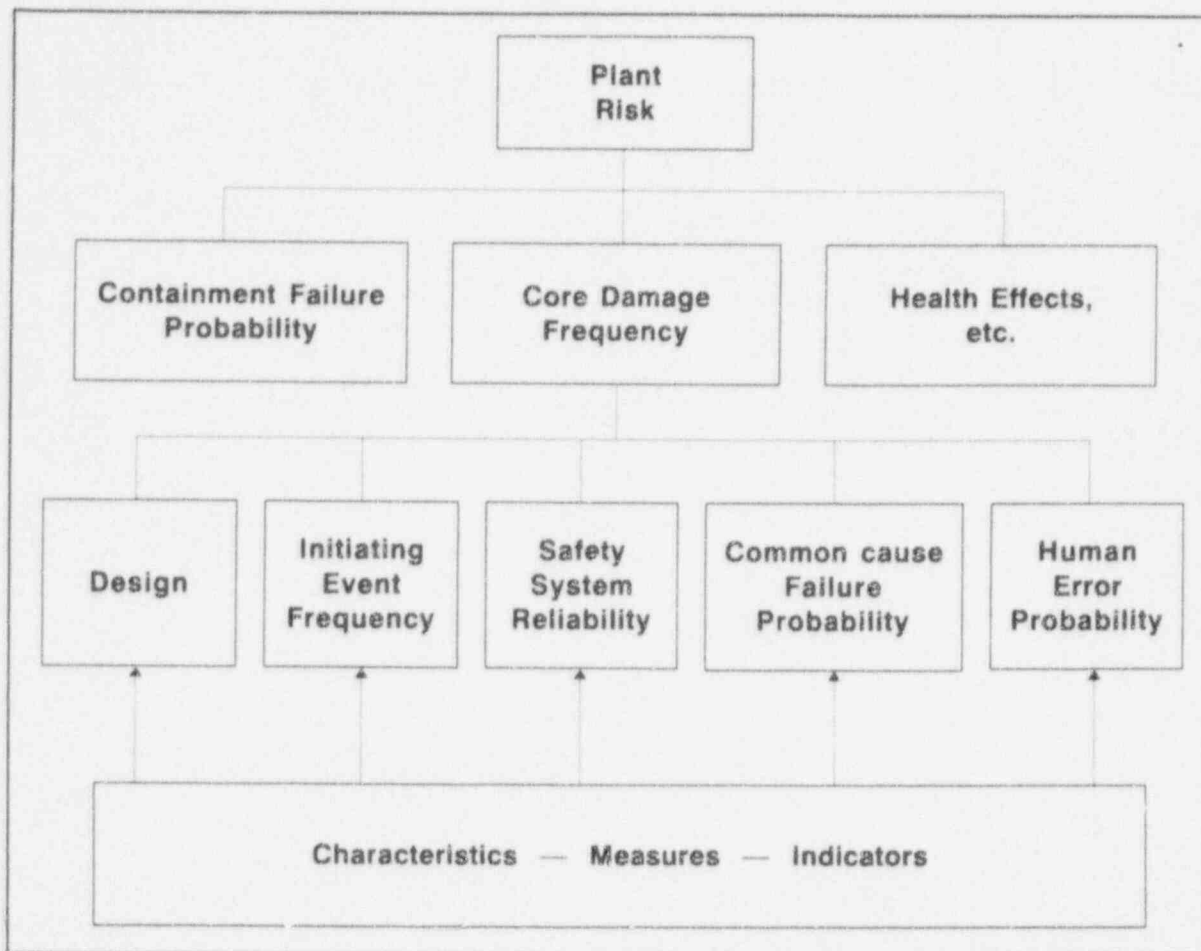 Plant
Risk
Containment Failure
Probability
Core Damage
Frequency
Health Effects,
etc.
Design
Initiating
Event
Frequency
Safety
System
Reliability
Common cause
Failure
Probability
Human
Error
Probability
Characteristics — Measures — Indicators